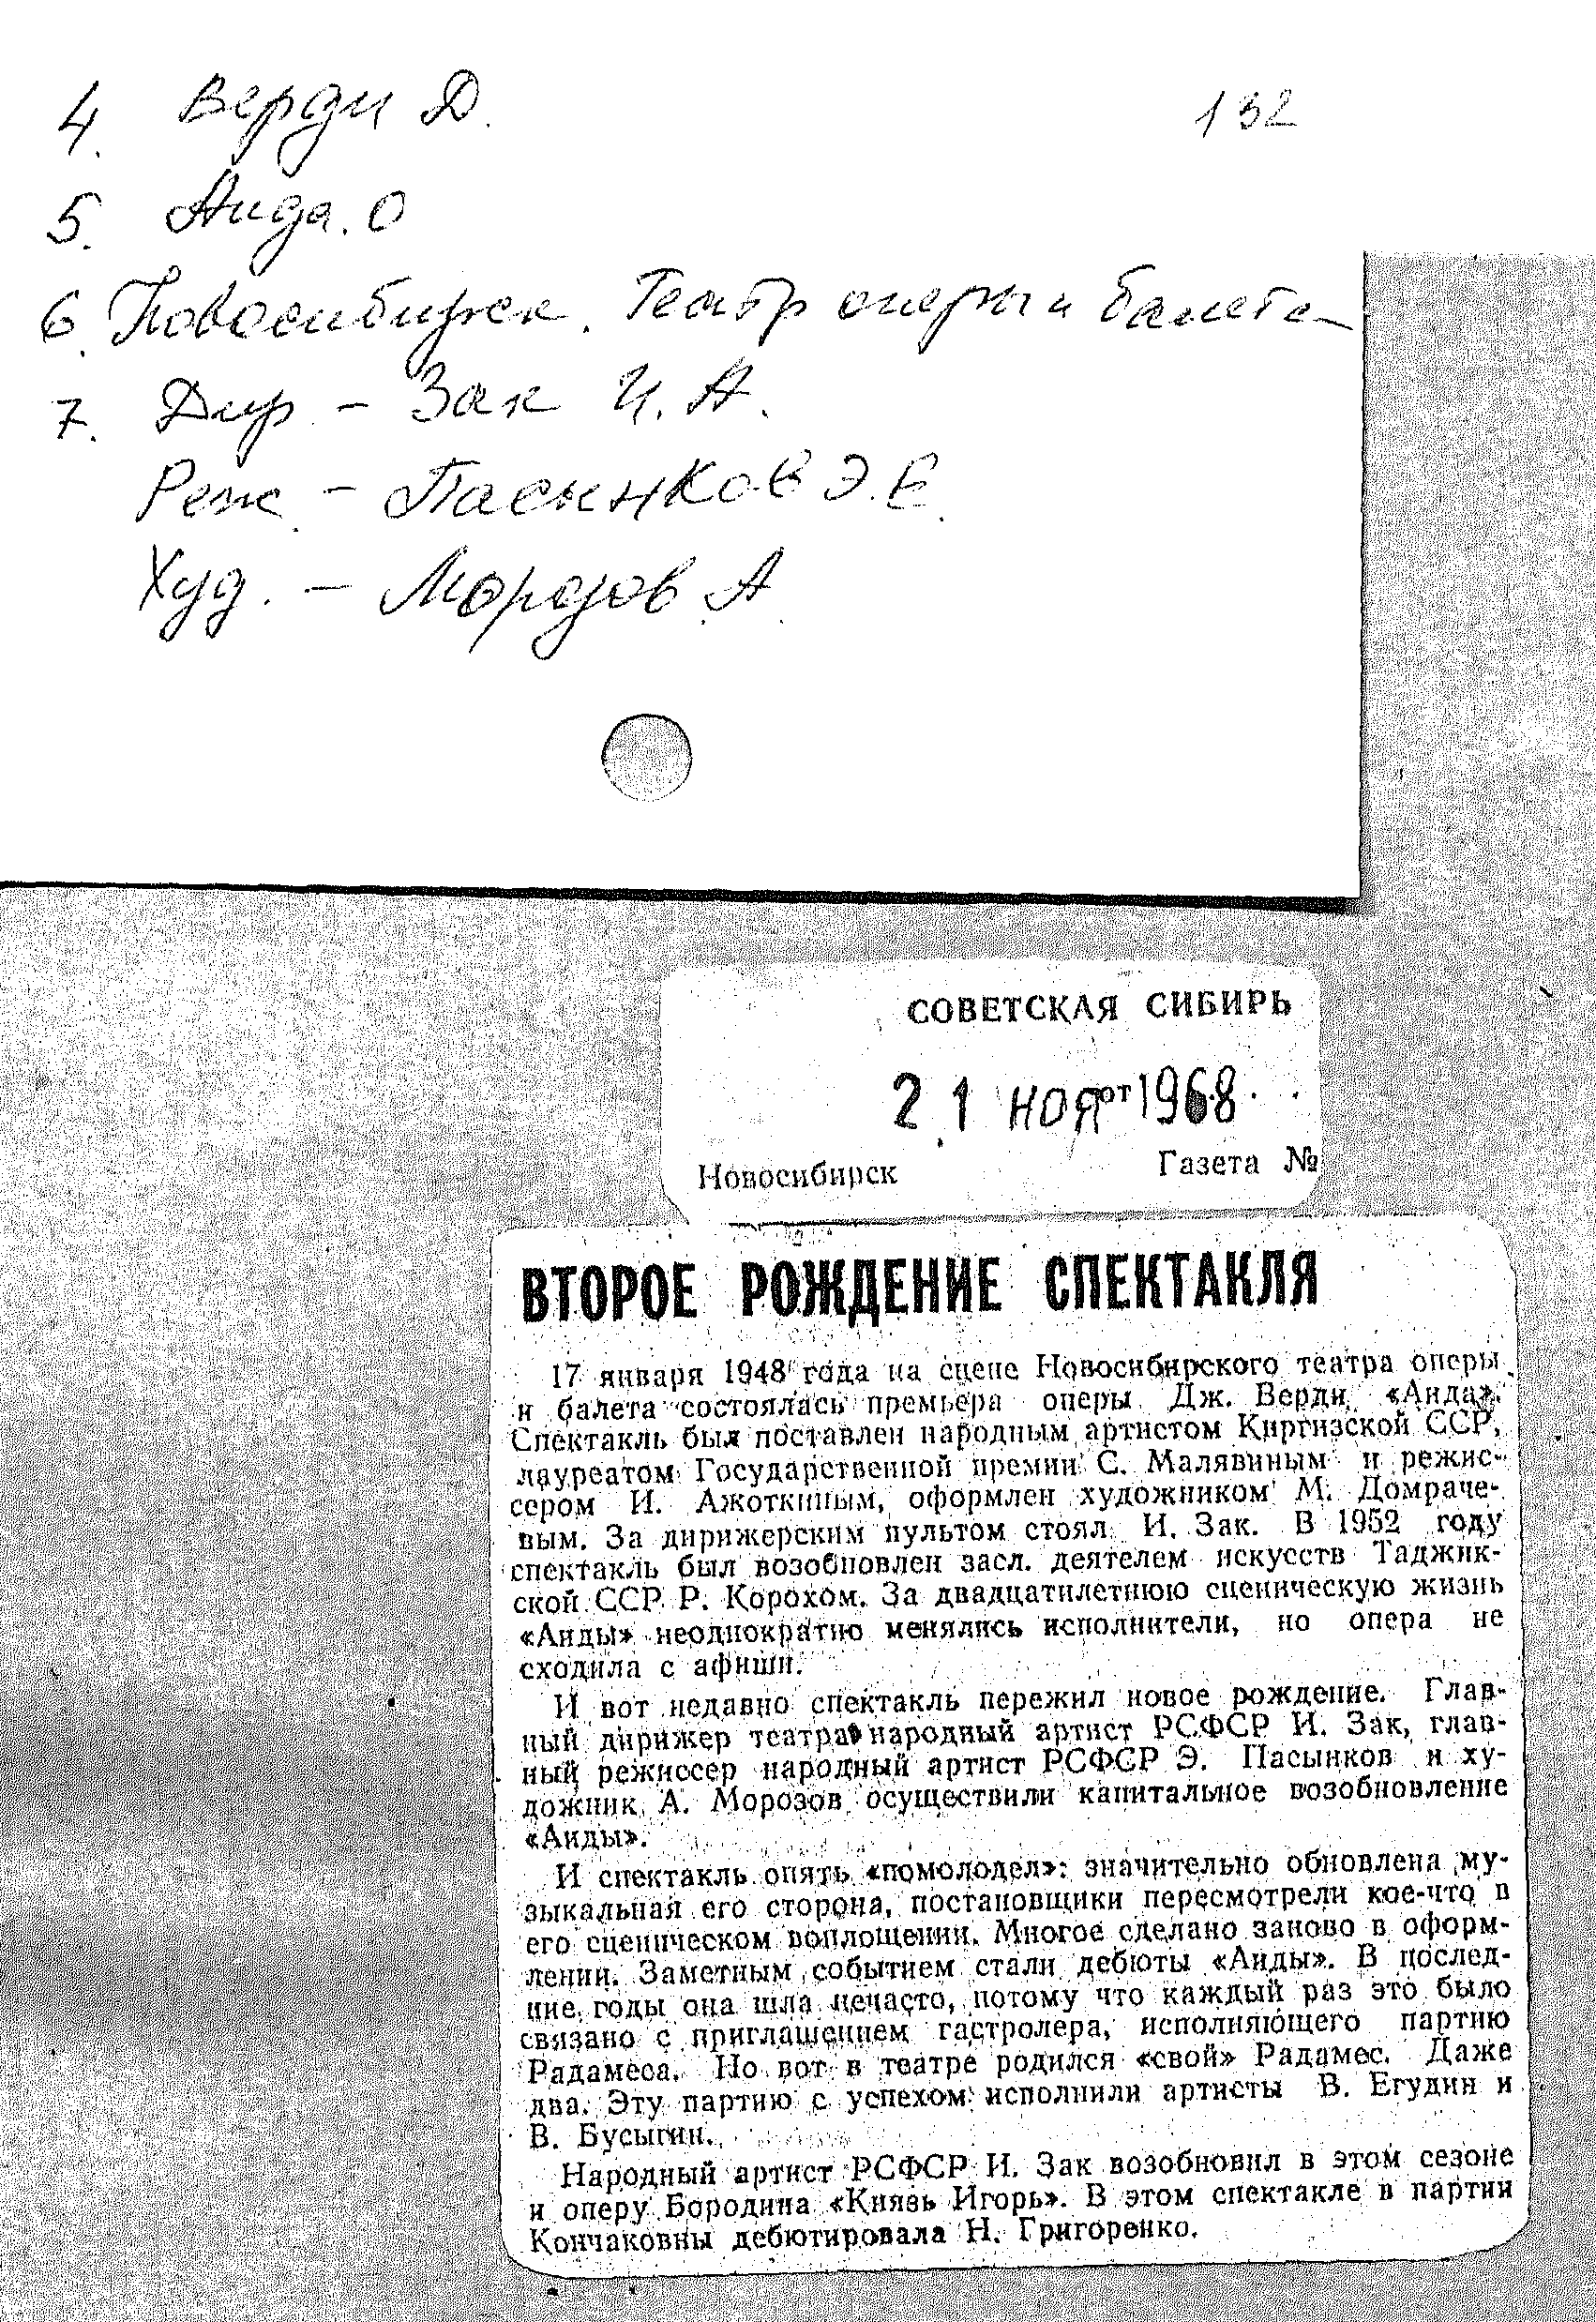 132
4. Верди Д.
5. Аида. О
6. Новосибирск. Театр оперы и балета
7. Дир. - Зак И. А.
Реж. - Пасынков Э. Е.
Худ. - Морозов А.
СОВЕТСКАЯ СИБИРЬ
21 НОЯ от 1968
Новосибирск Газета №
ВТОРОЕ РОЖДЕНИЕ СПЕКТАКЛЯ
17 января 1948 года на сцене Новосибирского театра оперы
и балета состоялась премьера оперы Дж. Верди «Аида».
Спектакль был поставлен народным артистом Киргизской ССР,
лауреатом Государственной премии С. Малявиным и режис-
сером И. Ажоткиным, оформлен художником М. Домраче-
вым. За дирижерским пультом стоял И. Зак. В 1952 году
спектакль был возобновлен засл. деятелем искусств Таджик-
ской ССР Р. Корохом. За двадцатилетнюю сценическую жизнь
«Аиды» неоднократно менялись исполнители, но опера не
сходила с афиши.
И вот недавно спектакль пережил новое рождение. Глав-
ный дирижер театра народный артист РСФСР И. Зак, глав-
ный режиссер народный артист РСФСР Э. Пасынков и ху-
дожник А. Морозов осуществили капитальное возобновление
«Аиды».
И спектакль опять «помолодел»: значительно обновлена му-
зыкальная его сторона, постановщики пересмотрели кое-что в
его сценическом воплощении. Многое сделано заново в оформ-
лении. Заметным событием стали дебюты «Аиды». В послед-
ние годы она шла нечасто, потому что каждый раз это было
связано с приглашением гастролера, исполняющего партию
Радамеса. Но вот в театре родился «свой» Радамес. Даже
два. Эту партию с успехом исполнили артисты В. Егудин и
В. Бусыгин.
Народный артист РСФСР И. Зак возобновил в этом сезоне
и оперу Бородина «Князь Игорь». В этом спектакле в партии
Кончаковны дебютировала Н. Григоренко.